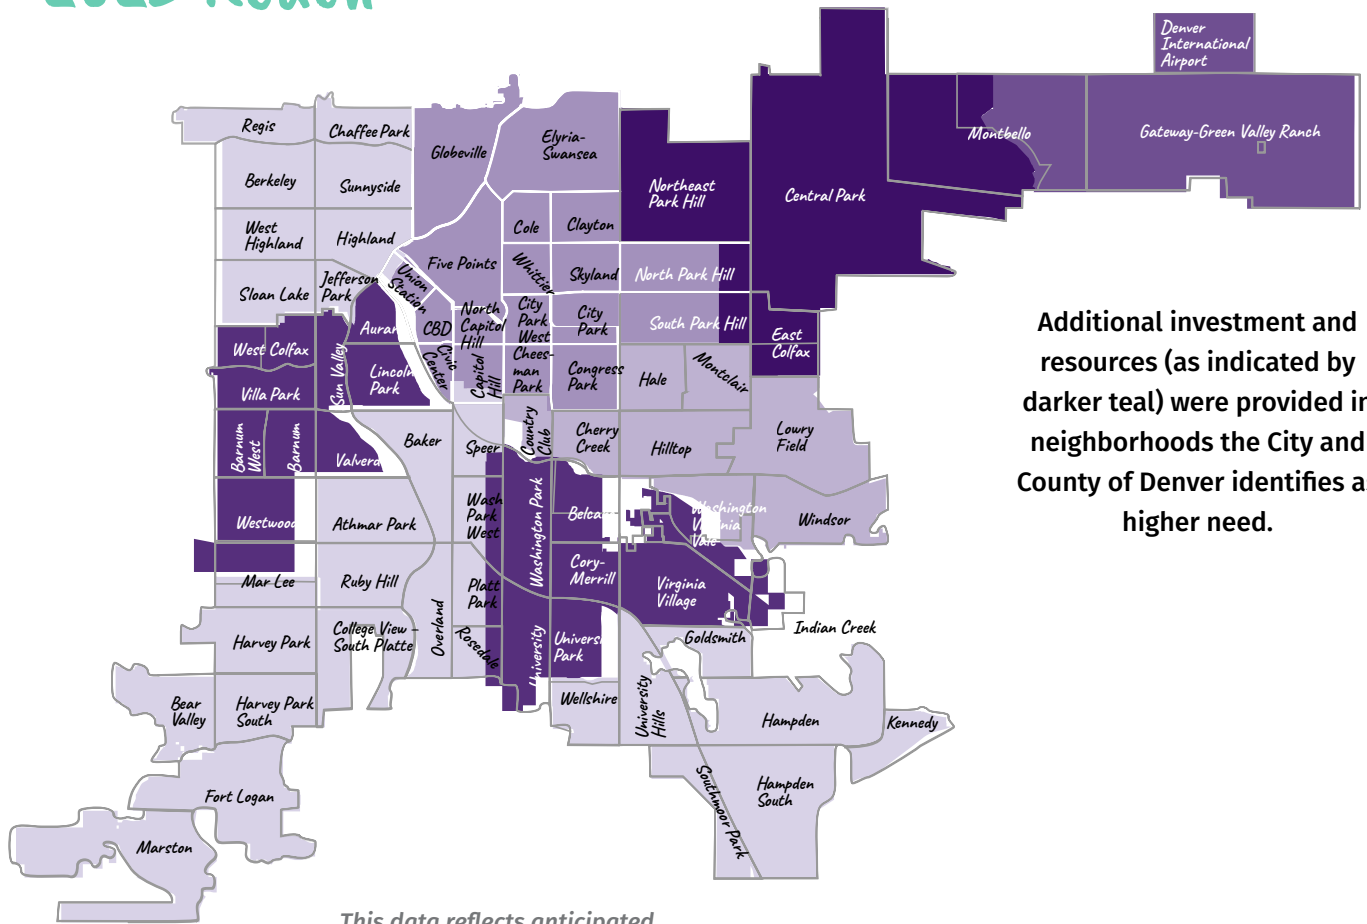 Denver
International
Airport
Regis
Chaffee Park
Globeville
Elyria-
Swansea
Montbello
Gateway-Green Valley Ranch
Berkeley
Sunnyside
Northeast
Park Hill
Central Park
West
Highland
Highland
Cole
Clayton
Five Points
Whittier
Skyland
North Park Hill
Union
Station
Sloan Lake
Jefferson
Park
Auran
CBD
North
Capitol
Hill
City
Park
West
City
Park
South Park Hill
East
Colfax
West Colfax
Sun Valley
Lincoln
Park
Civic
Center
Capitol
Hill
Chees-
man
Park
Congress
Park
Hale
Montclair
Villa Park
Barnum
West
Barnum
Valverd
Baker
Speer
Country
Club
Cherry
Creek
Hilltop
Lowry
Field
Westwood
Athmar Park
Wash
Park
West
Washington Park
Belca
Washington
Virginia
Vale
Windsor
Mar Lee
Ruby Hill
Overland
Platt
Park
Cory-
Merrill
Virginia
Village
Harvey Park
College View -
South Platte
Rosedale
University
Universi
Park
Goldsmith
Indian Creek
Bear
Valley
Harvey Park
South
Wellshire
University
Hills
Hampden
Kennedy
Fort Logan
Southmoor Park
Hampden
South
Marston
Additional investment and
resources (as indicated by
darker teal) were provided in
neighborhoods the City and
County of Denver identifies as
higher need.
This data reflects anticipated